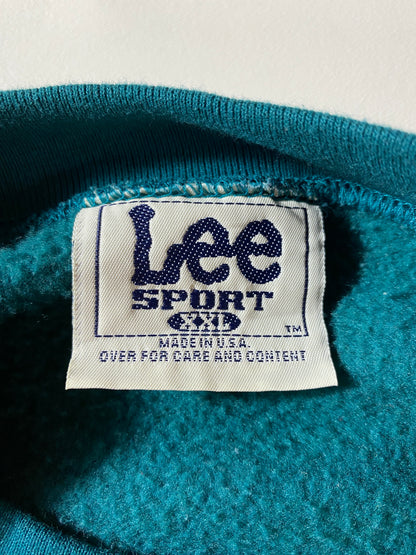 Lee
SPORT
XXL
TM
MADE IN U.S.A.
OVER FOR CARE AND CONTENT